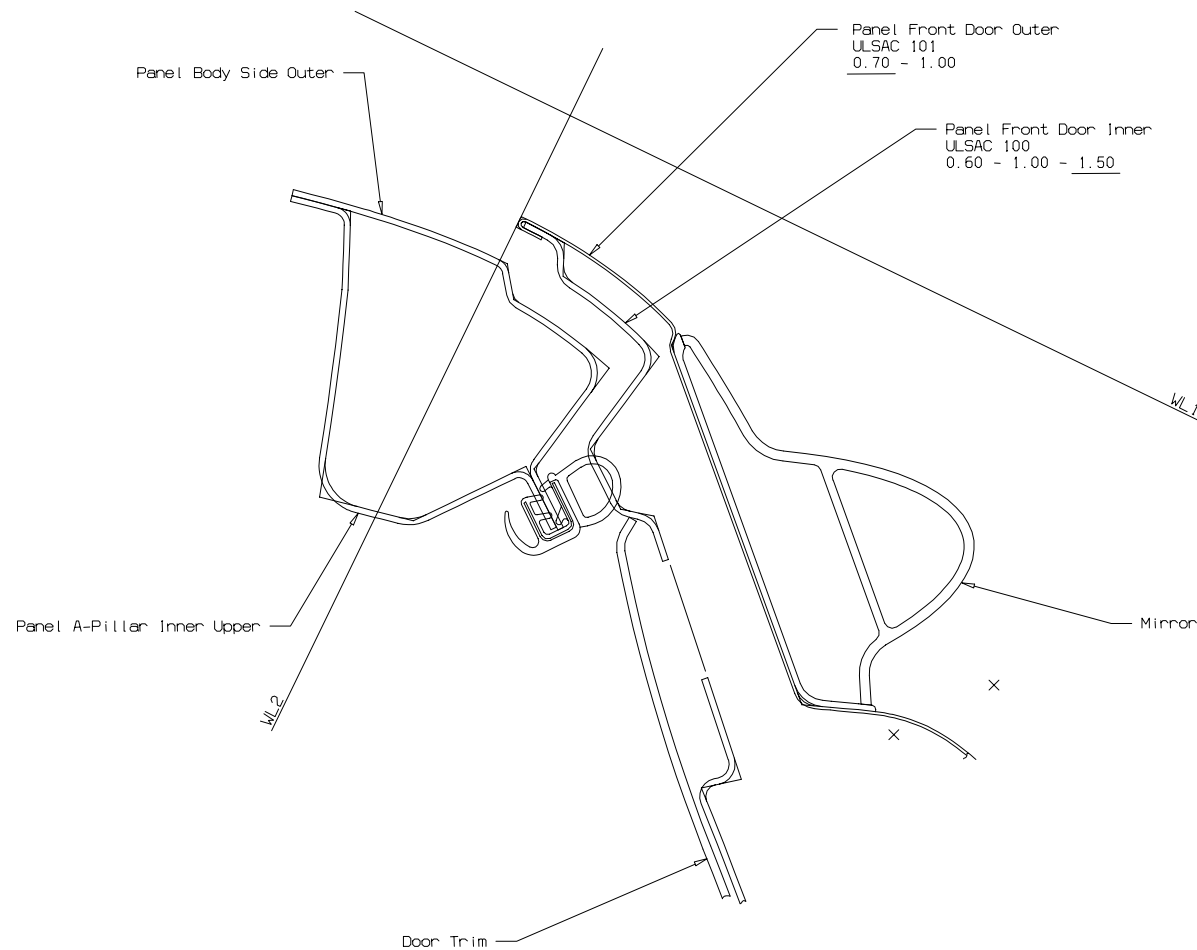 Panel Front Door Outer
ULSAC 101
0.70 - 1.00
Panel Body Side Outer
Panel Front Door Inner
ULSAC 100
0.60 - 1.00 - 1.50
WL1
Panel A-Pillar Inner Upper
Mirror
WL2
Door Trim